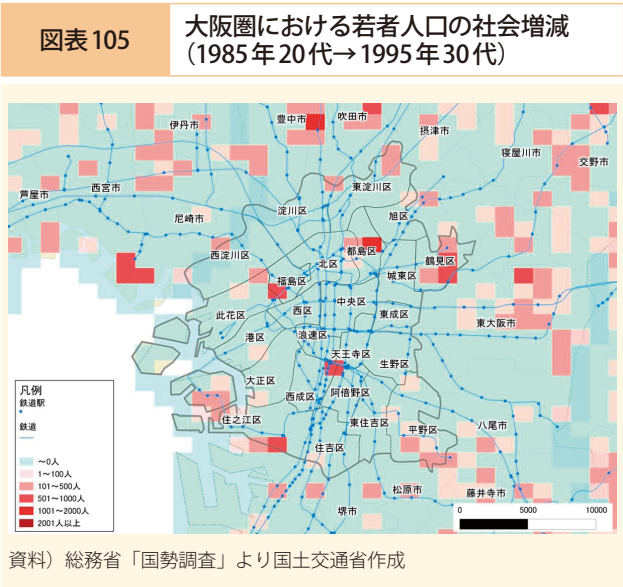 図表105
大阪圏における若者人口の社会増減
（1985年20代→1995年30代）
伊丹市
豊中市
吹田市
摂津市
寝屋川市
交野市
芦屋市
西宮市
尼崎市
東淀川区
淀川区
旭区
西淀川区
都島区
鶴見区
北区
城東区
福島区
中央区
此花区
西区
東成区
東大阪市
港区
浪速区
天王寺区
生野区
大正区
西成区
阿倍野区
住之江区
東住吉区
平野区
八尾市
住吉区
松原市
藤井寺市
堺市
凡例
鉄道駅
鉄道
～0人
1～100人
101～500人
501～1000人
1001～2000人
2001人以上
0 5000 10000
資料）総務省「国勢調査」より国土交通省作成